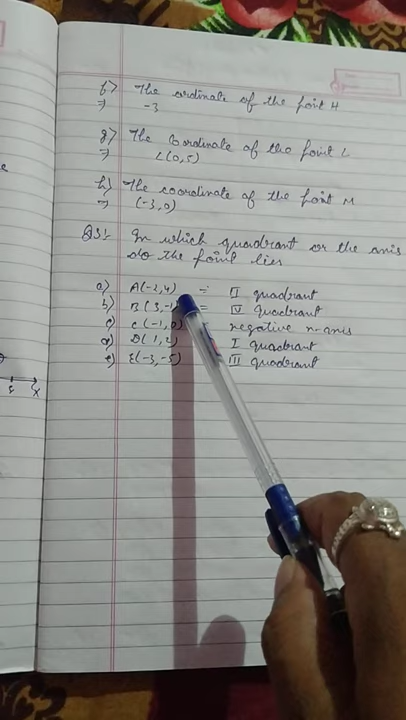 f> The ordinate of the point H
⇒ -3
g> The Coordinate of the point L
⇒ L(0,5)
h> The coordinate of the point M
⇒ (-3,0)
Q3! In which quadrant or the axis
do the point lies
a) A(-2,4) = II quadrant
b) B(3,-1) = IV quadrant
c) C(-1,0) negative x-axis
d) D(1,2) I quadrant
e) E(-3,-5) III quadrant
X